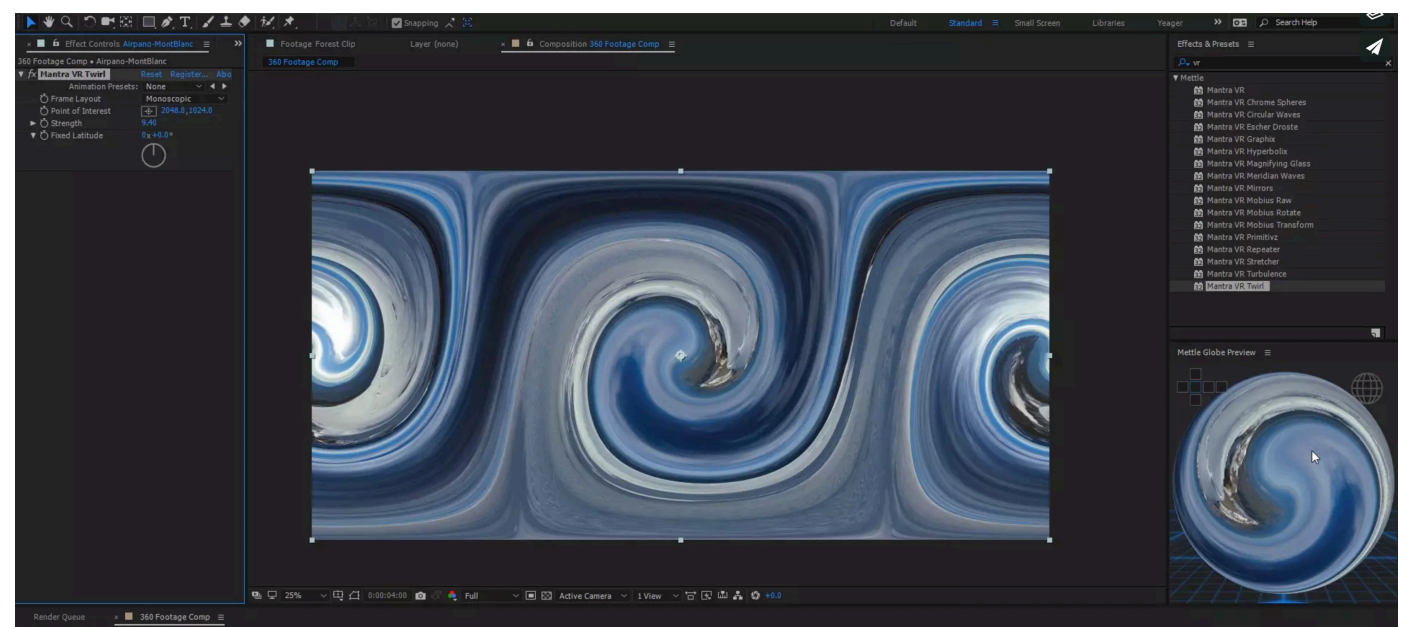 Snapping
Default
Standard
Small Screen
Libraries
Yeager
Search Help
Effect Controls Airpano-MontBlanc
360 Footage Comp • Airpano-MontBlanc
fx Mantra VR Twirl Reset Register... Abo
Animation Presets: None
Frame Layout Monoscopic
Point of Interest 2048.0,1024.0
Strength 9.40
Fixed Latitude 0x+0.0°
Footage Forest Clip
Layer (none)
Composition 360 Footage Comp
360 Footage Comp
Effects & Presets
vr
Mettle
Mantra VR
Mantra VR Chrome Spheres
Mantra VR Circular Waves
Mantra VR Escher Droste
Mantra VR Graphix
Mantra VR Hyperbolix
Mantra VR Magnifying Glass
Mantra VR Meridian Waves
Mantra VR Mirrors
Mantra VR Mobius Raw
Mantra VR Mobius Rotate
Mantra VR Mobius Transform
Mantra VR Primitivz
Mantra VR Repeater
Mantra VR Stretcher
Mantra VR Turbulence
Mantra VR Twirl
Mettle Globe Preview
25%
0:00:04:00
Full
Active Camera
1 View
+0.0
Render Queue
360 Footage Comp